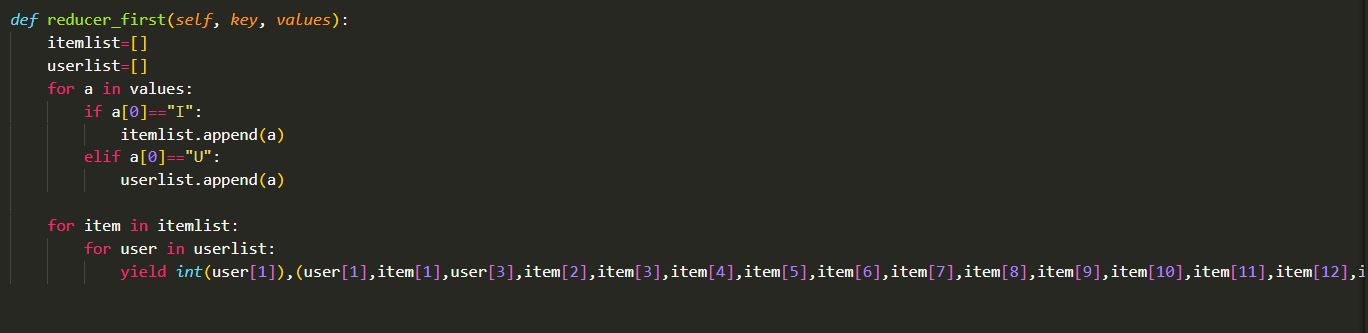 def reducer_first(self, key, values):
    itemlist=[]
    userlist=[]
    for a in values:
        if a[0]=="I":
            itemlist.append(a)
        elif a[0]=="U":
            userlist.append(a)
    for item in itemlist:
        for user in userlist:
            yield int(user[1]),(user[1],item[1],user[3],item[2],item[3],item[4],item[5],item[6],item[7],item[8],item[9],item[10],item[11],item[12],